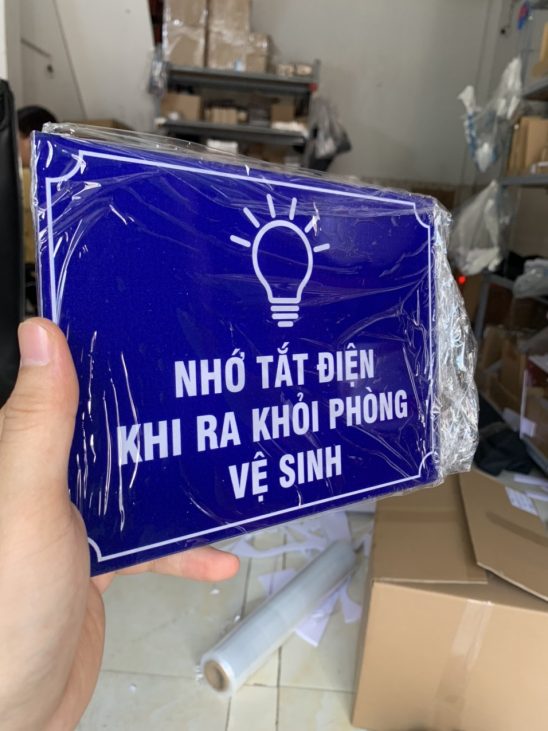 NHỚ TẮT ĐIỆN
KHI RA KHỎI PHÒNG
VỆ SINH